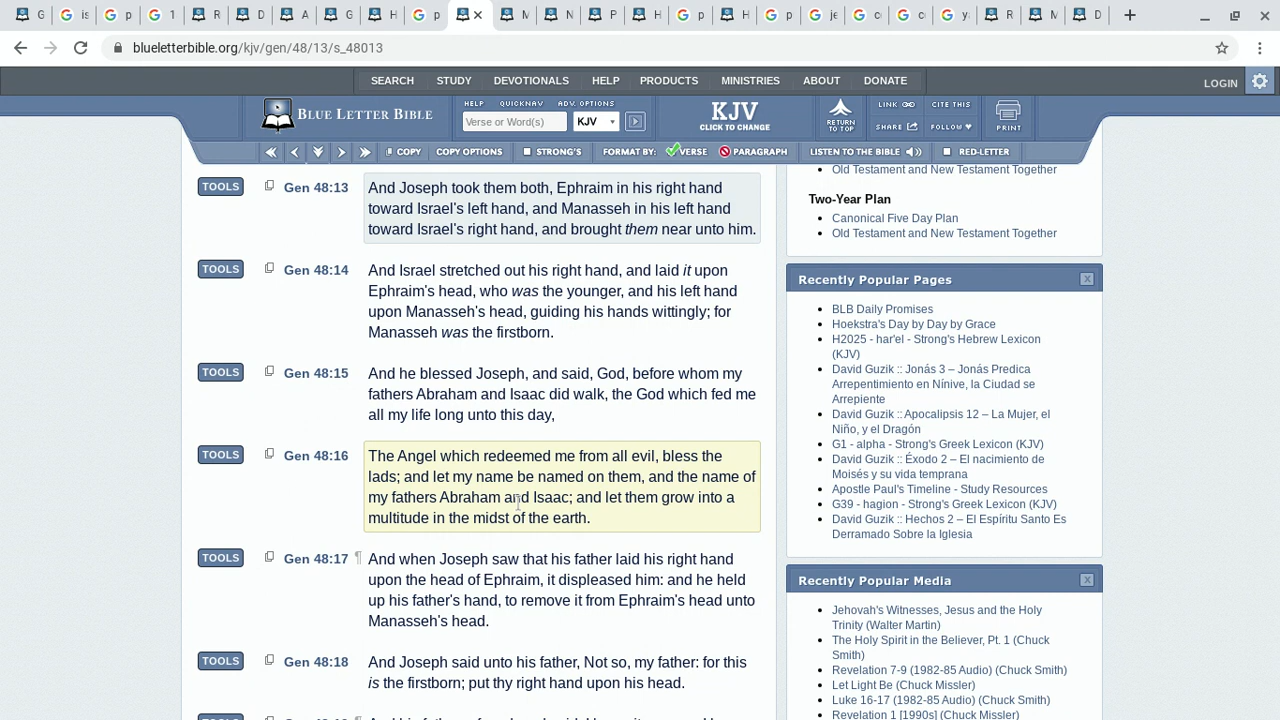 is
p
1
R
D
A
G
H
p
M
N
P
H
p
H
p
je
c
c
y
R
M
D
blueletterbible.org/kjv/gen/48/13/s_48013
SEARCH STUDY DEVOTIONALS HELP PRODUCTS MINISTRIES ABOUT DONATE
LOGIN
BLUE LETTER BIBLE
HELP QUICKNAV ADV. OPTIONS
Verse or Word(s) KJV
KJV
CLICK TO CHANGE
RETURN
TO TOP
LINK CITE THIS
SHARE FOLLOW
PRINT
COPY COPY OPTIONS STRONG'S FORMAT BY: VERSE PARAGRAPH LISTEN TO THE BIBLE RED-LETTER
TOOLS Gen 48:13 And Joseph took them both, Ephraim in his right hand
toward Israel's left hand, and Manasseh in his left hand
toward Israel's right hand, and brought them near unto him.
TOOLS Gen 48:14 And Israel stretched out his right hand, and laid it upon
Ephraim's head, who was the younger, and his left hand
upon Manasseh's head, guiding his hands wittingly; for
Manasseh was the firstborn.
TOOLS Gen 48:15 And he blessed Joseph, and said, God, before whom my
fathers Abraham and Isaac did walk, the God which fed me
all my life long unto this day,
TOOLS Gen 48:16 The Angel which redeemed me from all evil, bless the
lads; and let my name be named on them, and the name of
my fathers Abraham and Isaac; and let them grow into a
multitude in the midst of the earth.
TOOLS Gen 48:17 ¶ And when Joseph saw that his father laid his right hand
upon the head of Ephraim, it displeased him: and he held
up his father's hand, to remove it from Ephraim's head unto
Manasseh's head.
TOOLS Gen 48:18 And Joseph said unto his father, Not so, my father: for this
is the firstborn; put thy right hand upon his head.
Old Testament and New Testament Together
Two-Year Plan
Canonical Five Day Plan
Old Testament and New Testament Together
Recently Popular Pages
BLB Daily Promises
Hoekstra's Day by Day by Grace
H2025 - har'el - Strong's Hebrew Lexicon
(KJV)
David Guzik :: Jonás 3 – Jonás Predica
Arrepentimiento en Nínive, la Ciudad se
Arrepiente
David Guzik :: Apocalipsis 12 – La Mujer, el
Niño, y el Dragón
G1 - alpha - Strong's Greek Lexicon (KJV)
David Guzik :: Éxodo 2 – El nacimiento de
Moisés y su vida temprana
Apostle Paul's Timeline - Study Resources
G39 - hagion - Strong's Greek Lexicon (KJV)
David Guzik :: Hechos 2 – El Espíritu Santo Es
Derramado Sobre la Iglesia
Recently Popular Media
Jehovah's Witnesses, Jesus and the Holy
Trinity (Walter Martin)
The Holy Spirit in the Believer, Pt. 1 (Chuck
Smith)
Revelation 7-9 (1982-85 Audio) (Chuck Smith)
Let Light Be (Chuck Missler)
Luke 16-17 (1982-85 Audio) (Chuck Smith)
Revelation 1 [1990s] (Chuck Missler)